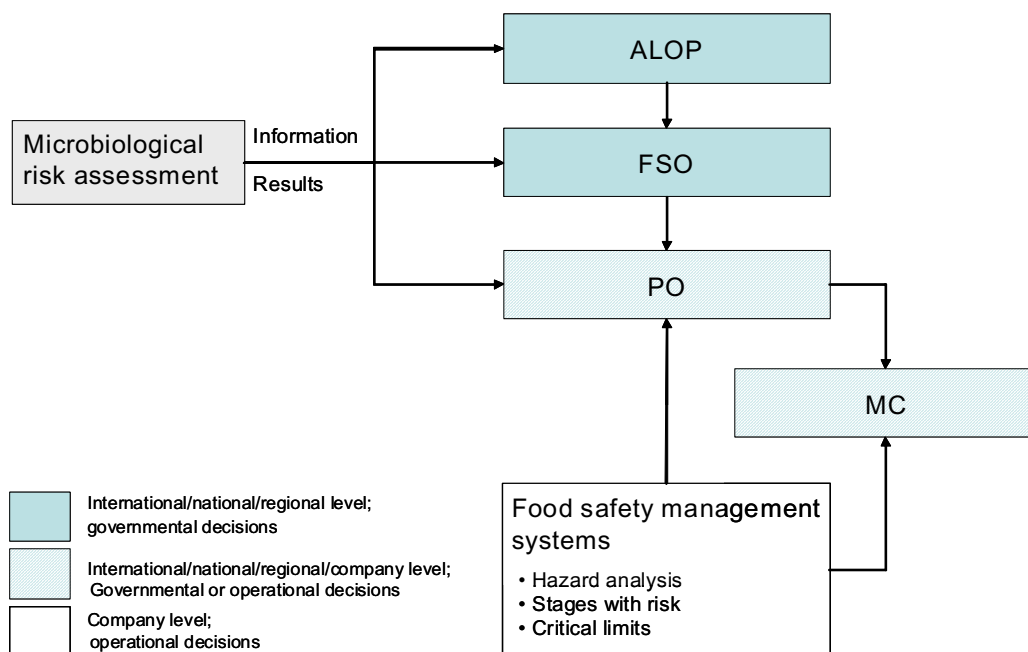 ALOP
Microbiological
risk assessment
Information
Results
FSO
PO
MC
Food safety management
systems
• Hazard analysis
• Stages with risk
• Critical limits
International/national/regional level;
governmental decisions
International/national/regional/company level;
Governmental or operational decisions
Company level;
operational decisions